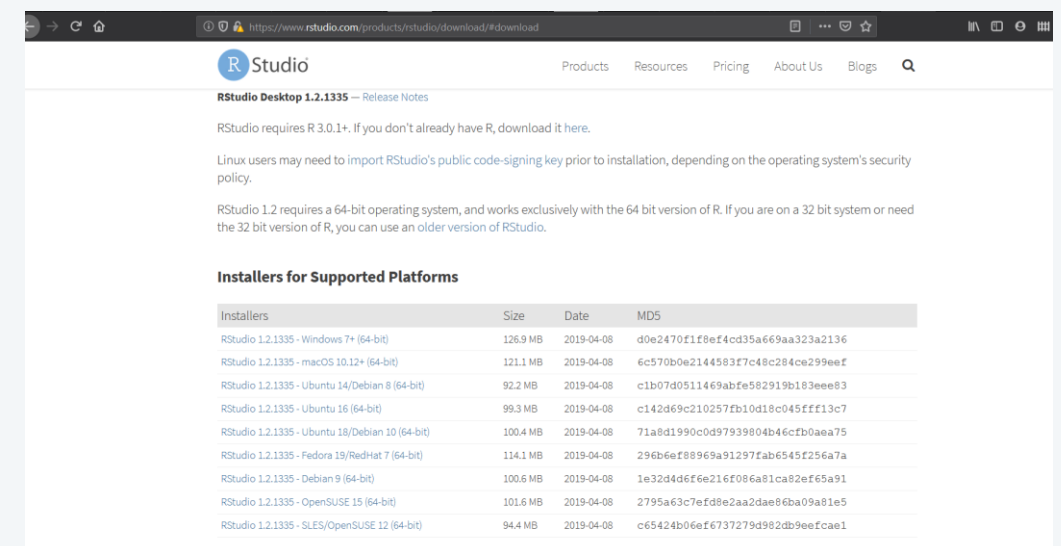 https://www.rstudio.com/products/rstudio/download/#download
R Studio Products Resources Pricing About Us Blogs
RStudio Desktop 1.2.1335 — Release Notes
RStudio requires R 3.0.1+. If you don't already have R, download it here.
Linux users may need to import RStudio's public code-signing key prior to installation, depending on the operating system's security
policy.
RStudio 1.2 requires a 64-bit operating system, and works exclusively with the 64 bit version of R. If you are on a 32 bit system or need
the 32 bit version of R, you can use an older version of RStudio.
Installers for Supported Platforms
Installers Size Date MD5
RStudio 1.2.1335 - Windows 7+ (64-bit) 126.9 MB 2019-04-08 d0e2470f1f8ef4cd35a669aa323a2136
RStudio 1.2.1335 - macOS 10.12+ (64-bit) 121.1 MB 2019-04-08 6c570b0e2144583f7c48c284ce299eef
RStudio 1.2.1335 - Ubuntu 14/Debian 8 (64-bit) 92.2 MB 2019-04-08 c1b07d0511469abfe582919b183eee83
RStudio 1.2.1335 - Ubuntu 16 (64-bit) 99.3 MB 2019-04-08 c142d69c210257fb10d18c045fff13c7
RStudio 1.2.1335 - Ubuntu 18/Debian 10 (64-bit) 100.4 MB 2019-04-08 71a8d1990c0d97939804b46cfb0aea75
RStudio 1.2.1335 - Fedora 19/RedHat 7 (64-bit) 114.1 MB 2019-04-08 296b6ef88969a91297fab6545f256a7a
RStudio 1.2.1335 - Debian 9 (64-bit) 100.6 MB 2019-04-08 1e32d4d6f6e216f086a81ca82ef65a91
RStudio 1.2.1335 - OpenSUSE 15 (64-bit) 101.6 MB 2019-04-08 2795a63c7efd8e2aa2dae86ba09a81e5
RStudio 1.2.1335 - SLES/OpenSUSE 12 (64-bit) 94.4 MB 2019-04-08 c65424b06ef6737279d982db9eefcae1